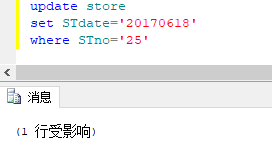 update store
set STdate='20170618'
where STno='25'
消息
(1 行受影响)